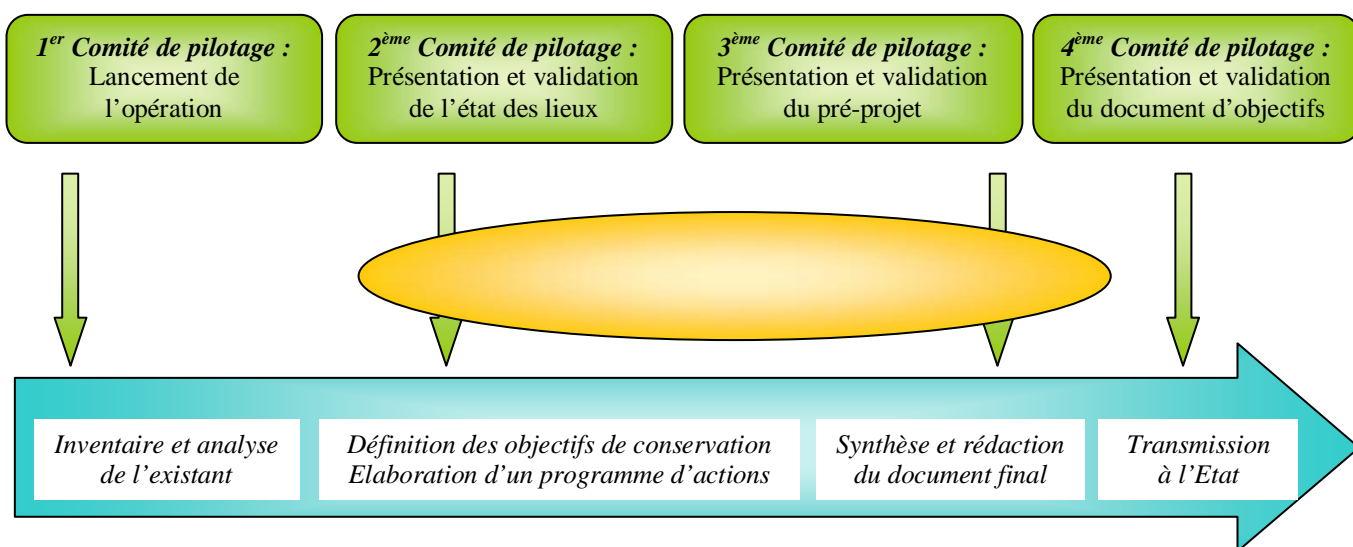 1er Comité de pilotage :
Lancement de
l’opération
2ème Comité de pilotage :
Présentation et validation
de l’état des lieux
3ème Comité de pilotage :
Présentation et validation
du pré-projet
4ème Comité de pilotage :
Présentation et validation
du document d’objectifs
Inventaire et analyse
de l’existant
Définition des objectifs de conservation
Elaboration d’un programme d’actions
Synthèse et rédaction
du document final
Transmission
à l’Etat